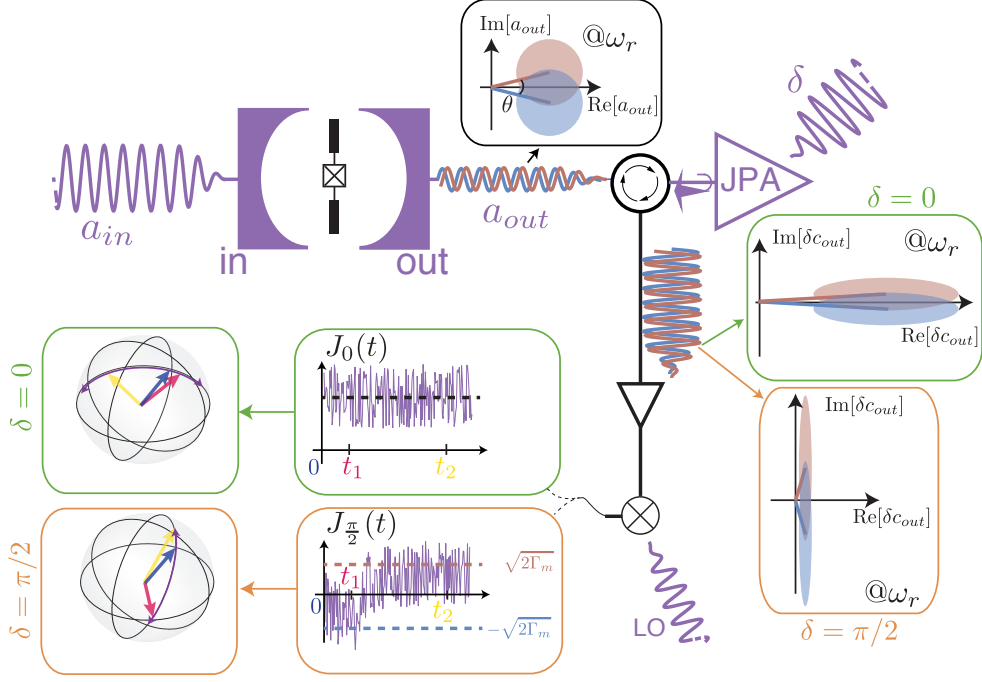 Im[a_out]
@ω_r
θ
Re[a_out]
a_in
in
out
a_out
δ
JPA
δ = 0
Im[δc_out]
@ω_r
Re[δc_out]
δ = 0
J_0(t)
0
t_1
t_2
Im[δc_out]
Re[δc_out]
@ω_r
δ = π/2
δ = π/2
J_{π/2}(t)
√2Γ_m
t_1
0
t_2
−√2Γ_m
LO